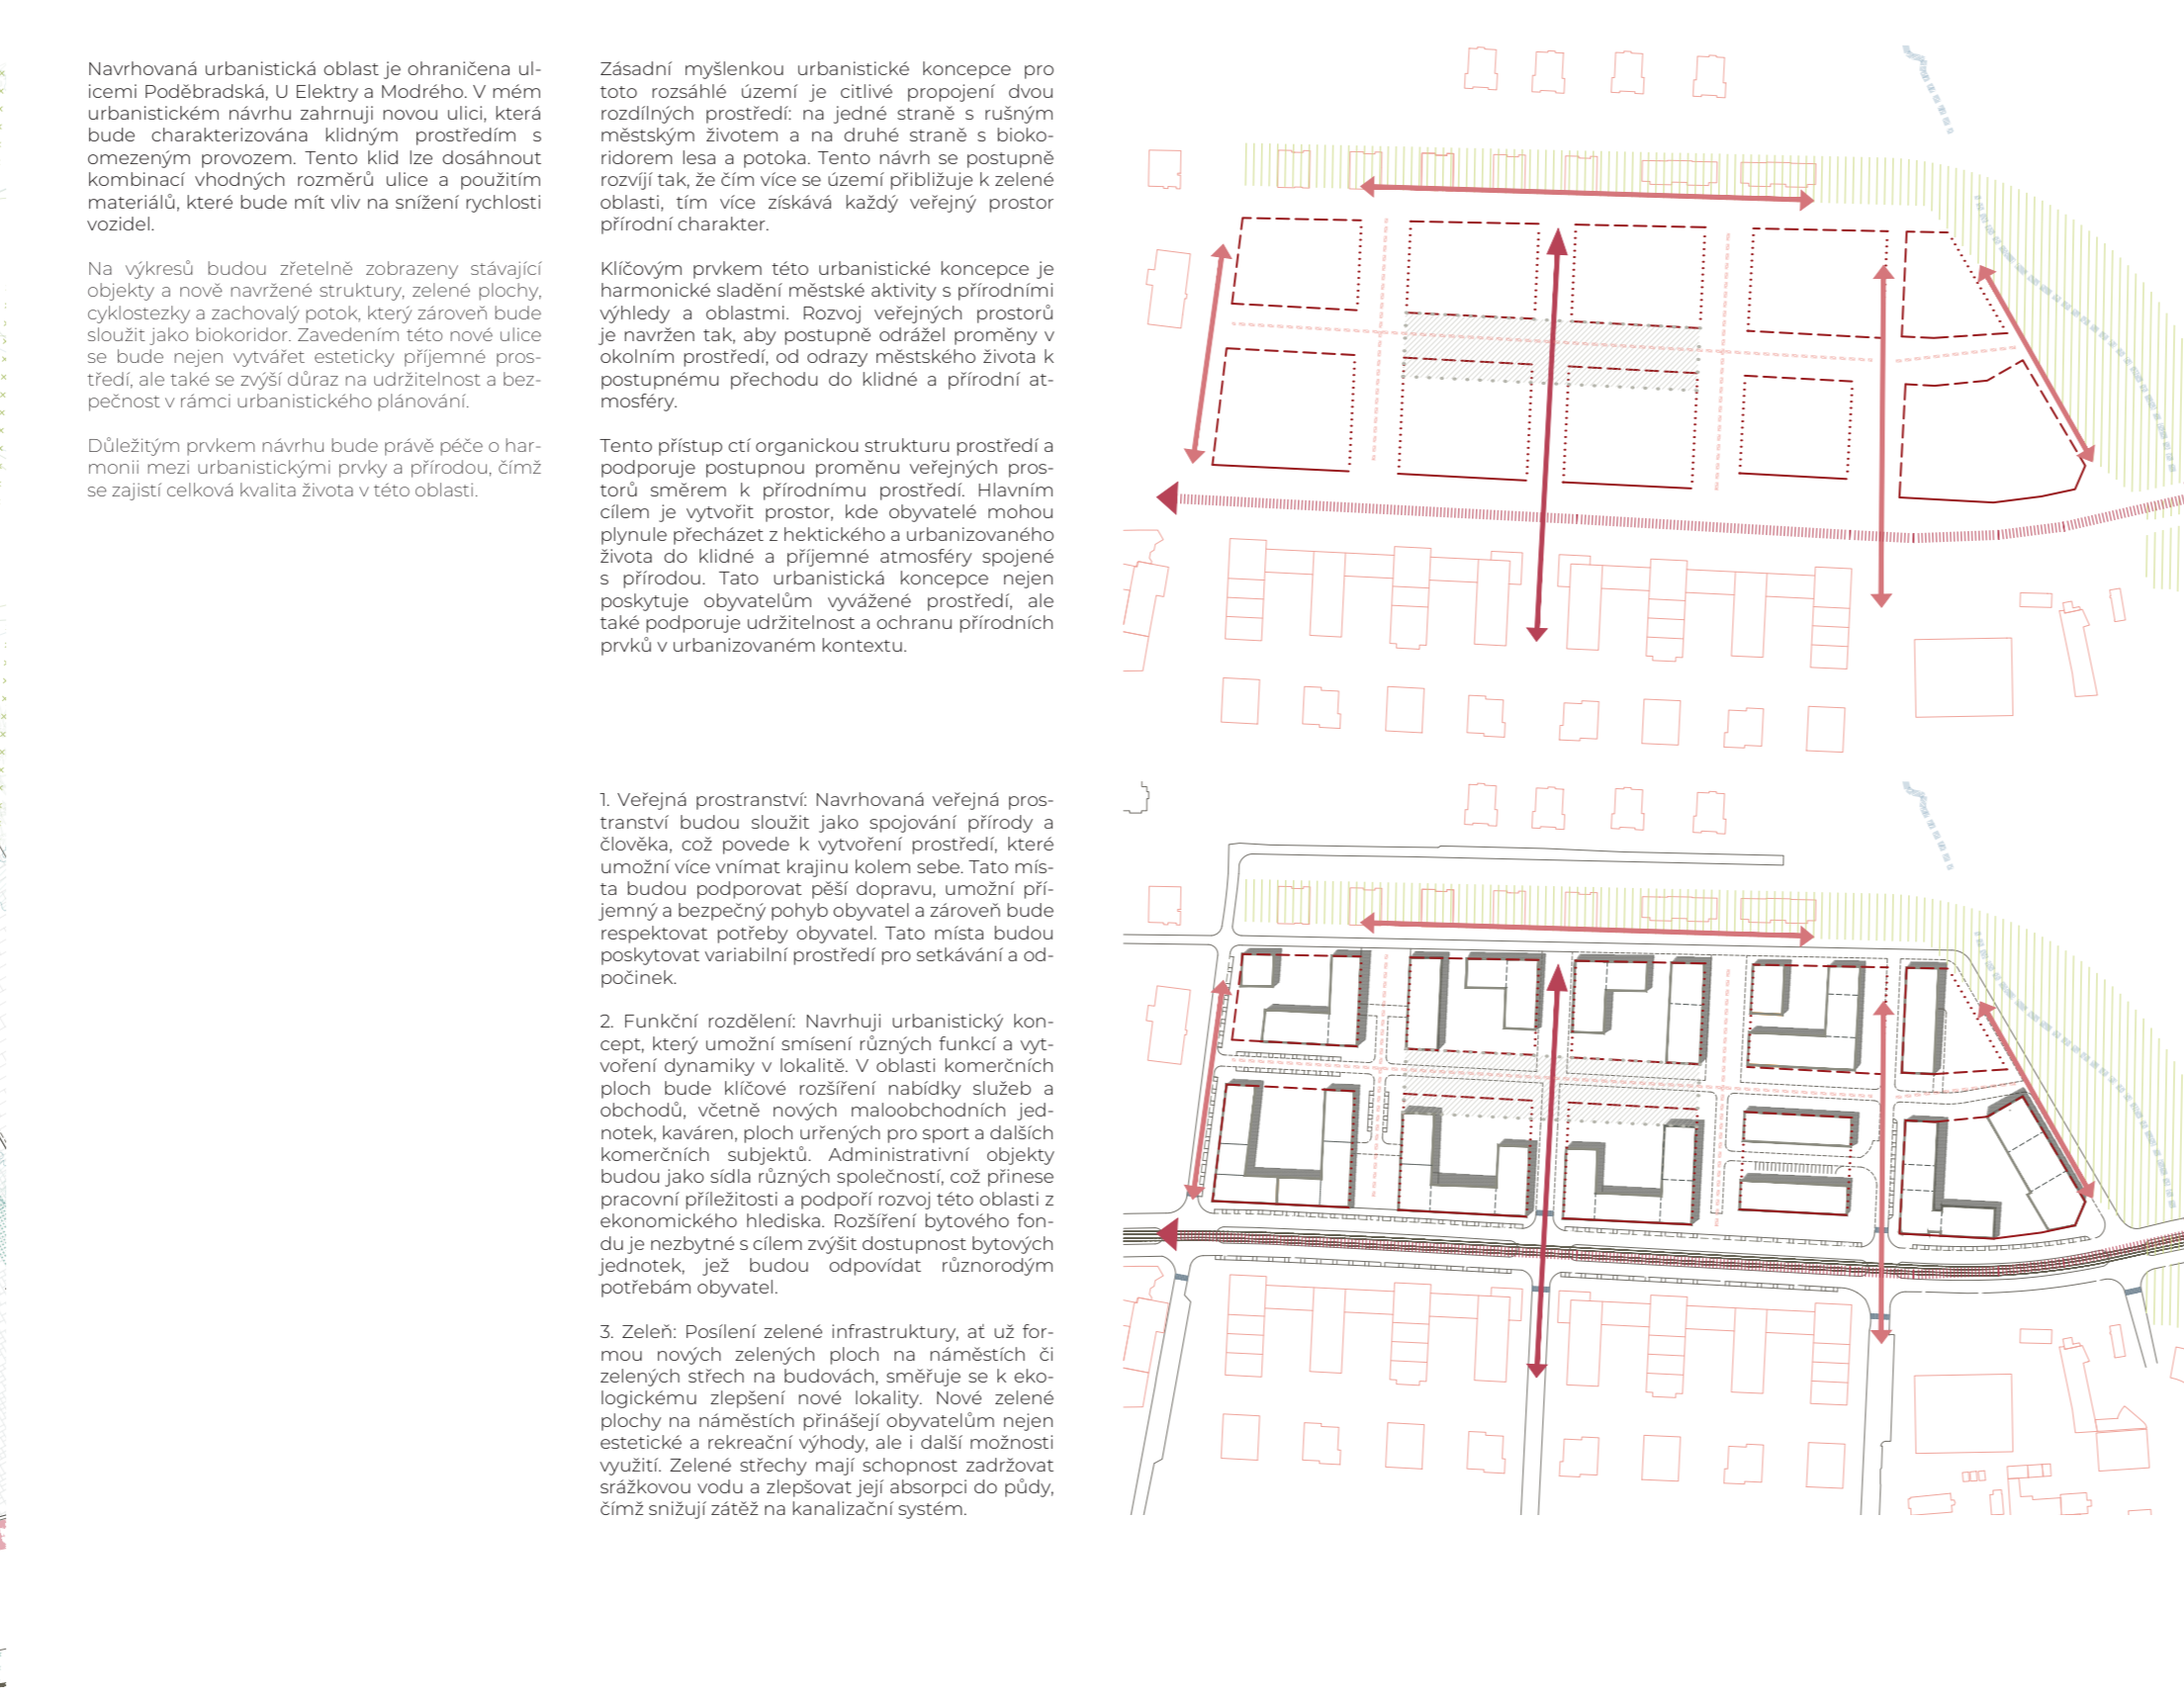 Navrhovaná urbanistická oblast je ohraničena ul-
icemi Poděbradská, U Elektry a Modrého. V mém
urbanistickém návrhu zahrnuji novou ulici, která
bude charakterizována klidným prostředím s
omezeným provozem. Tento klid lze dosáhnout
kombinací vhodných rozměrů ulice a použitím
materiálů, které bude mít vliv na snížení rychlosti
vozidel.
Na výkresů budou zřetelně zobrazeny stávající
objekty a nově navržené struktury, zelené plochy,
cyklostezky a zachovalý potok, který zároveň bude
sloužit jako biokoridor. Zavedením této nové ulice
se bude nejen vytvářet esteticky příjemné pros-
tředí, ale také se zvýší důraz na udržitelnost a bez-
pečnost v rámci urbanistického plánování.
Důležitým prvkem návrhu bude právě péče o har-
monii mezi urbanistickými prvky a přírodou, čímž
se zajistí celková kvalita života v této oblasti.
Zásadní myšlenkou urbanistické koncepce pro
toto rozsáhlé území je citlivé propojení dvou
rozdílných prostředí: na jedné straně s rušným
městským životem a na druhé straně s bioko-
ridorem lesa a potoka. Tento návrh se postupně
rozvíjí tak, že čím více se území přibližuje k zelené
oblasti, tím více získává každý veřejný prostor
přírodní charakter.
Klíčovým prvkem této urbanistické koncepce je
harmonické sladění městské aktivity s přírodními
výhledy a oblastmi. Rozvoj veřejných prostorů
je navržen tak, aby postupně odrážel proměny v
okolním prostředí, od odrazy městského života k
postupnému přechodu do klidné a přírodní at-
mosféry.
Tento přístup ctí organickou strukturu prostředí a
podporuje postupnou proměnu veřejných pros-
torů směrem k přírodnímu prostředí. Hlavním
cílem je vytvořit prostor, kde obyvatelé mohou
plynule přecházet z hektického a urbanizovaného
života do klidné a příjemné atmosféry spojené
s přírodou. Tato urbanistická koncepce nejen
poskytuje obyvatelům vyvážené prostředí, ale
také podporuje udržitelnost a ochranu přírodních
prvků v urbanizovaném kontextu.
1. Veřejná prostranství: Navrhovaná veřejná pros-
tranství budou sloužit jako spojování přírody a
člověka, což povede k vytvoření prostředí, které
umožní více vnímat krajinu kolem sebe. Tato mís-
ta budou podporovat pěší dopravu, umožní pří-
jemný a bezpečný pohyb obyvatel a zároveň bude
respektovat potřeby obyvatel. Tato místa budou
poskytovat variabilní prostředí pro setkávání a od-
počinek.
2. Funkční rozdělení: Navrhuji urbanistický kon-
cept, který umožní smísení různých funkcí a vyt-
voření dynamiky v lokalitě. V oblasti komerčních
ploch bude klíčové rozšíření nabídky služeb a
obchodů, včetně nových maloobchodních jed-
notek, kaváren, ploch urřených pro sport a dalších
komerčních subjektů. Administrativní objekty
budou jako sídla různých společností, což přinese
pracovní příležitosti a podpoří rozvoj této oblasti z
ekonomického hlediska. Rozšíření bytového fon-
du je nezbytné s cílem zvýšit dostupnost bytových
jednotek, jež budou odpovídat různorodým
potřebám obyvatel.
3. Zeleň: Posílení zelené infrastruktury, ať už for-
mou nových zelených ploch na náměstích či
zelených střech na budovách, směřuje se k eko-
logickému zlepšení nové lokality. Nové zelené
plochy na náměstích přinášejí obyvatelům nejen
estetické a rekreační výhody, ale i další možnosti
využití. Zelené střechy mají schopnost zadržovat
srážkovou vodu a zlepšovat její absorpci do půdy,
čímž snižují zátěž na kanalizační systém.